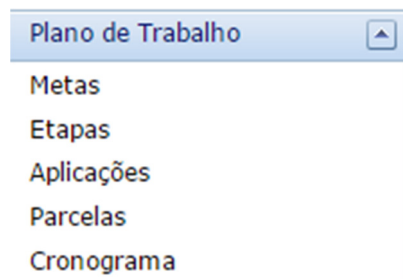 Plano de Trabalho
Metas
Etapas
Aplicações
Parcelas
Cronograma